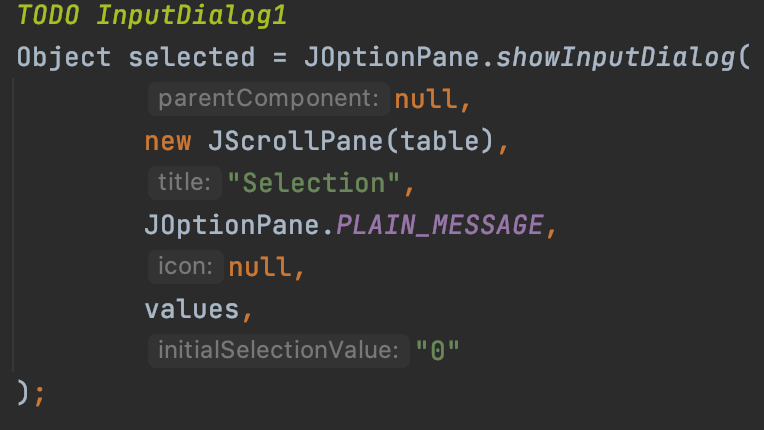 TODO InputDialog1
Object selected = JOptionPane.showInputDialog(
parentComponent: null,
new JScrollPane(table),
title: "Selection",
JOptionPane.PLAIN_MESSAGE,
icon: null,
values,
initialSelectionValue: "0"
);